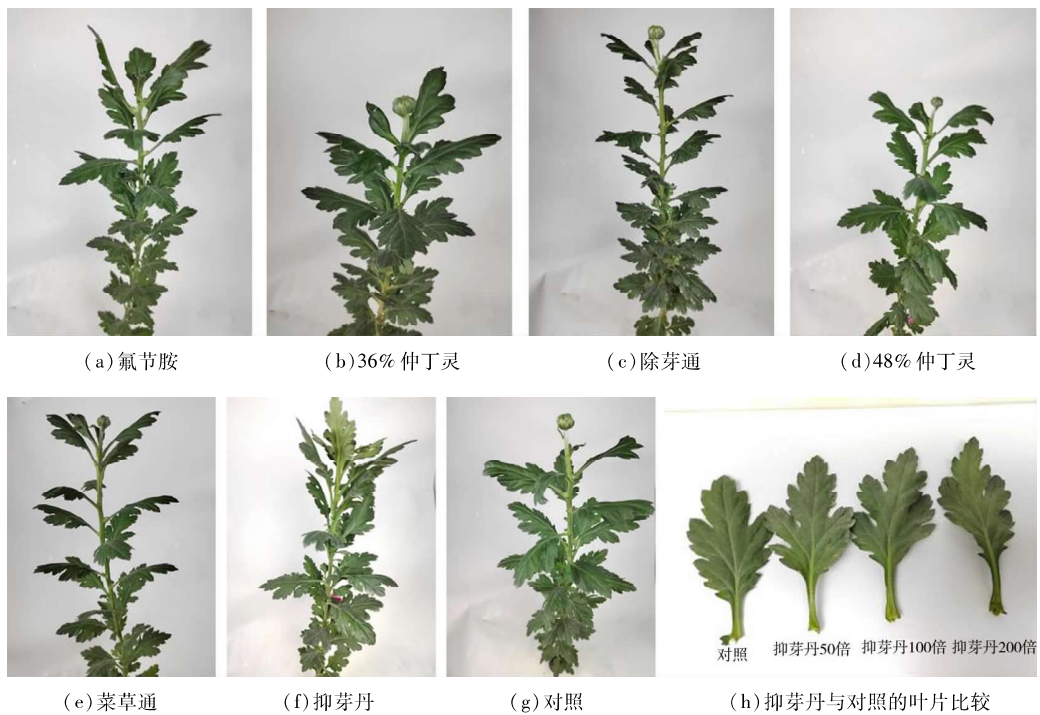 (a)氟节胺
(b)36%仲丁灵
(c)除芽通
(d)48%仲丁灵
对照
抑芽丹50倍
抑芽丹100倍
抑芽丹200倍
(e)菜草通
(f)抑芽丹
(g)对照
(h)抑芽丹与对照的叶片比较